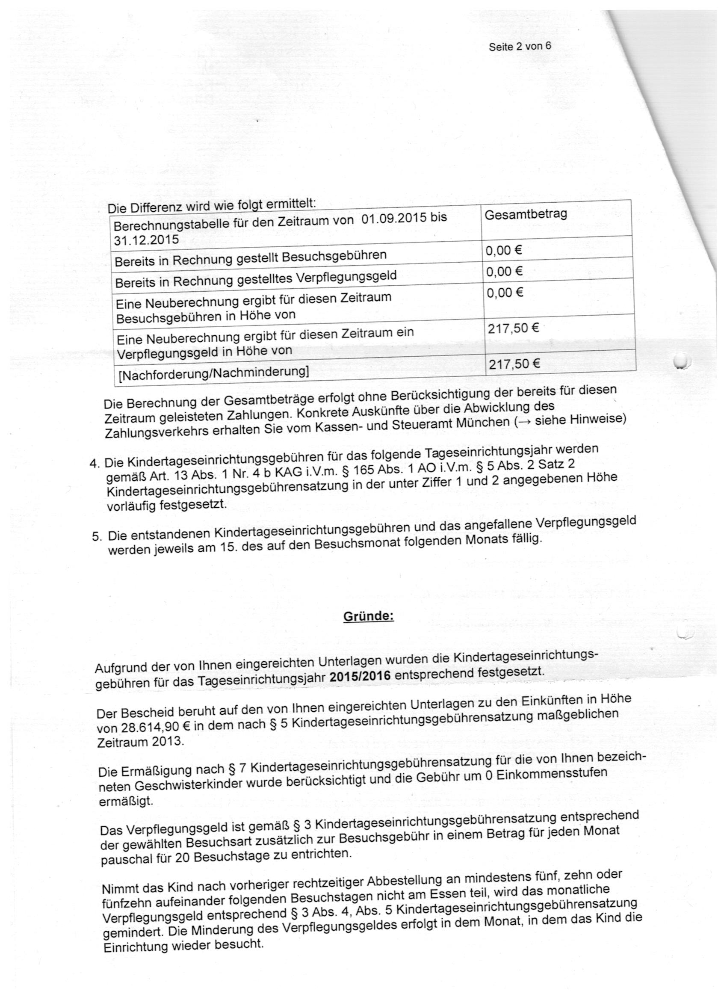 Seite 2 von 6
Die Differenz wird wie folgt ermittelt:
Berechnungstabelle für den Zeitraum von 01.09.2015 bis
31.12.2015
Gesamtbetrag
Bereits in Rechnung gestellt Besuchsgebühren
0,00 €
Bereits in Rechnung gestelltes Verpflegungsgeld
0,00 €
Eine Neuberechnung ergibt für diesen Zeitraum
Besuchsgebühren in Höhe von
0,00 €
Eine Neuberechnung ergibt für diesen Zeitraum ein
Verpflegungsgeld in Höhe von
217,50 €
[Nachforderung/Nachminderung]
217,50 €
Die Berechnung der Gesamtbeträge erfolgt ohne Berücksichtigung der bereits für diesen
Zeitraum geleisteten Zahlungen. Konkrete Auskünfte über die Abwicklung des
Zahlungsverkehrs erhalten Sie vom Kassen- und Steueramt München (→ siehe Hinweise)
4. Die Kindertageseinrichtungsgebühren für das folgende Tageseinrichtungsjahr werden
gemäß Art. 13 Abs. 1 Nr. 4 b KAG i.V.m. § 165 Abs. 1 AO i.V.m. § 5 Abs. 2 Satz 2
Kindertageseinrichtungsgebührensatzung in der unter Ziffer 1 und 2 angegebenen Höhe
vorläufig festgesetzt.
5. Die entstandenen Kindertageseinrichtungsgebühren und das angefallene Verpflegungsgeld
werden jeweils am 15. des auf den Besuchsmonat folgenden Monats fällig.
Gründe:
Aufgrund der von Ihnen eingereichten Unterlagen wurden die Kindertageseinrichtungs-
gebühren für das Tageseinrichtungsjahr 2015/2016 entsprechend festgesetzt.
Der Bescheid beruht auf den von Ihnen eingereichten Unterlagen zu den Einkünften in Höhe
von 28.614,90 € in dem nach § 5 Kindertageseinrichtungsgebührensatzung maßgeblichen
Zeitraum 2013.
Die Ermäßigung nach § 7 Kindertageseinrichtungsgebührensatzung für die von Ihnen bezeich-
neten Geschwisterkinder wurde berücksichtigt und die Gebühr um 0 Einkommensstufen
ermäßigt.
Das Verpflegungsgeld ist gemäß § 3 Kindertageseinrichtungsgebührensatzung entsprechend
der gewählten Besuchsart zusätzlich zur Besuchsgebühr in einem Betrag für jeden Monat
pauschal für 20 Besuchstage zu entrichten.
Nimmt das Kind nach vorheriger rechtzeitiger Abbestellung an mindestens fünf, zehn oder
fünfzehn aufeinander folgenden Besuchstagen nicht am Essen teil, wird das monatliche
Verpflegungsgeld entsprechend § 3 Abs. 4, Abs. 5 Kindertageseinrichtungsgebührensatzung
gemindert. Die Minderung des Verpflegungsgeldes erfolgt in dem Monat, in dem das Kind die
Einrichtung wieder besucht.